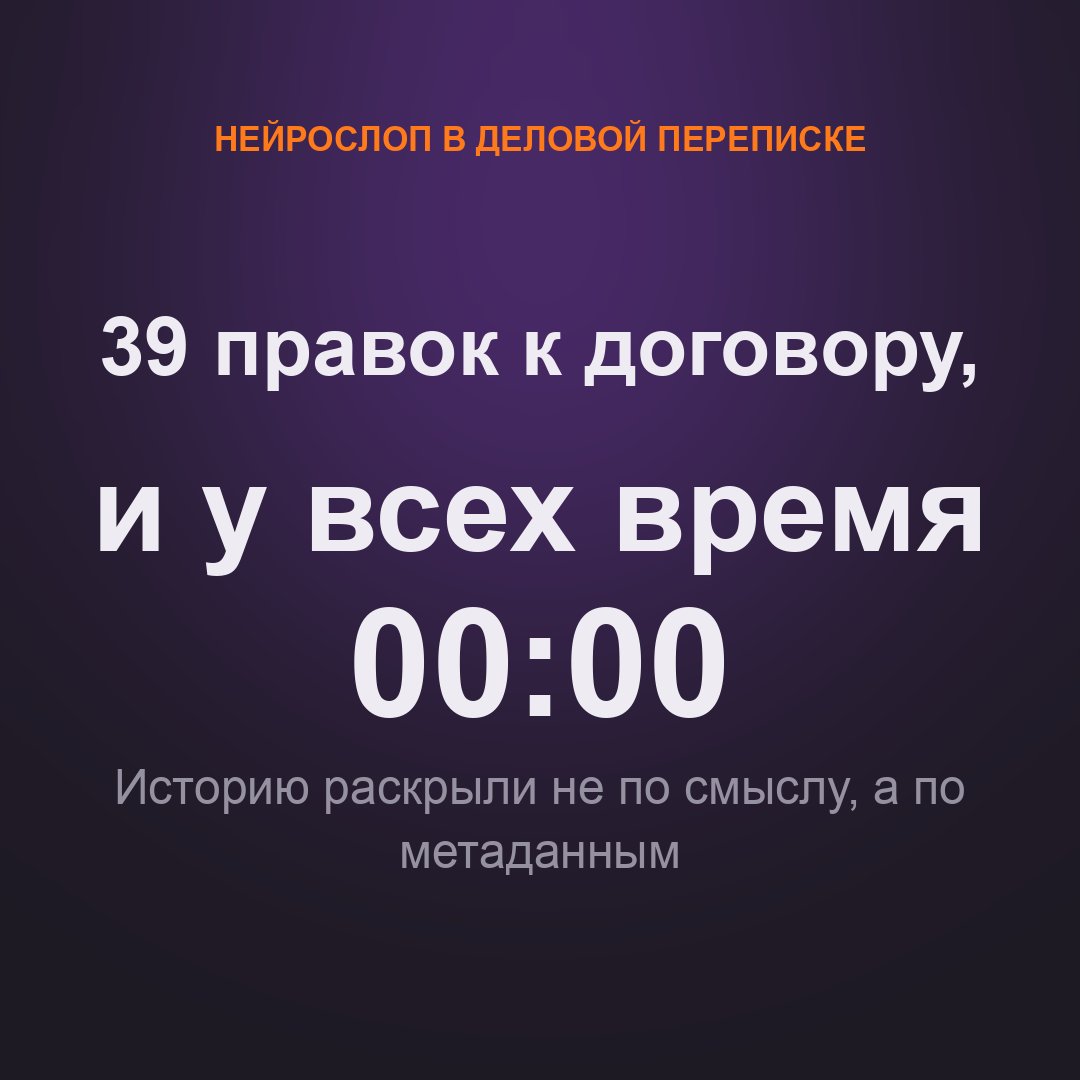 НЕЙРОСЛОП В ДЕЛОВОЙ ПЕРЕПИСКЕ
39 правок к договору,
и у всех время
00:00
Историю раскрыли не по смыслу, а по
метаданным